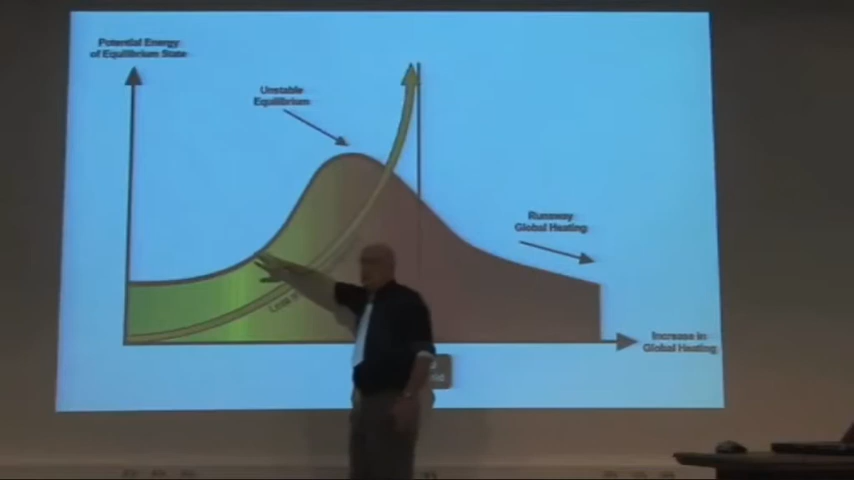 Potential Energy
of Equilibrium State
Unstable
Equilibrium
Runaway
Global Heating
Increase in
Global Heating